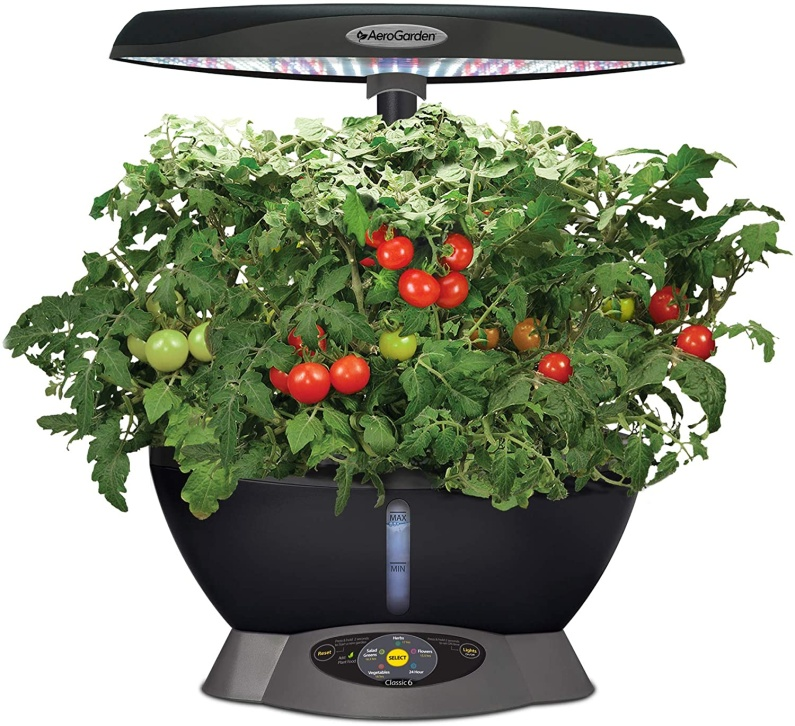 AeroGarden
MAX
MIN
Herbs
Reset
Add
Plant Food
Salad
Greens
SELECT
Flowers
Lights
Vegetables
24 Hour
Classic 6